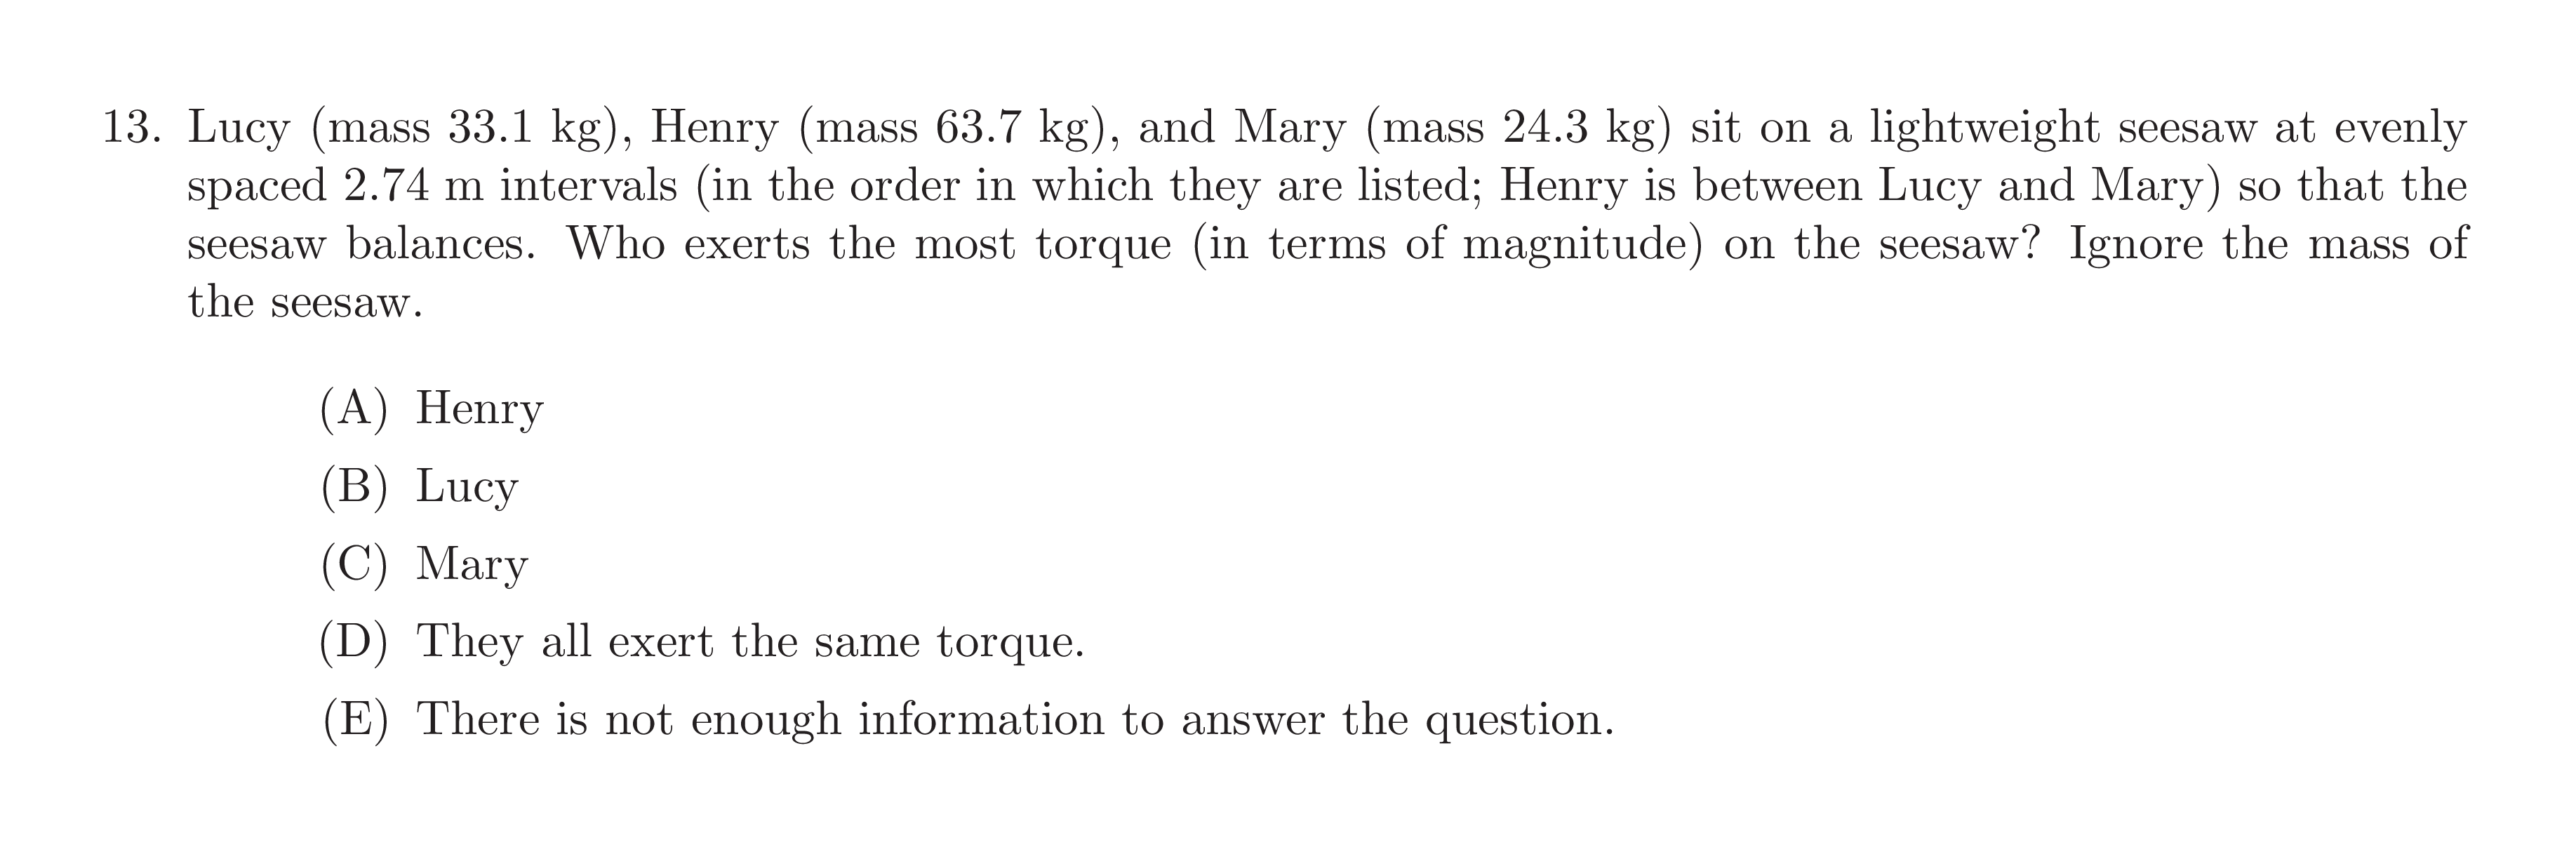 13. Lucy (mass 33.1 kg), Henry (mass 63.7 kg), and Mary (mass 24.3 kg) sit on a lightweight seesaw at evenly
spaced 2.74 m intervals (in the order in which they are listed; Henry is between Lucy and Mary) so that the
seesaw balances. Who exerts the most torque (in terms of magnitude) on the seesaw? Ignore the mass of
the seesaw.
(A) Henry
(B) Lucy
(C) Mary
(D) They all exert the same torque.
(E) There is not enough information to answer the question.